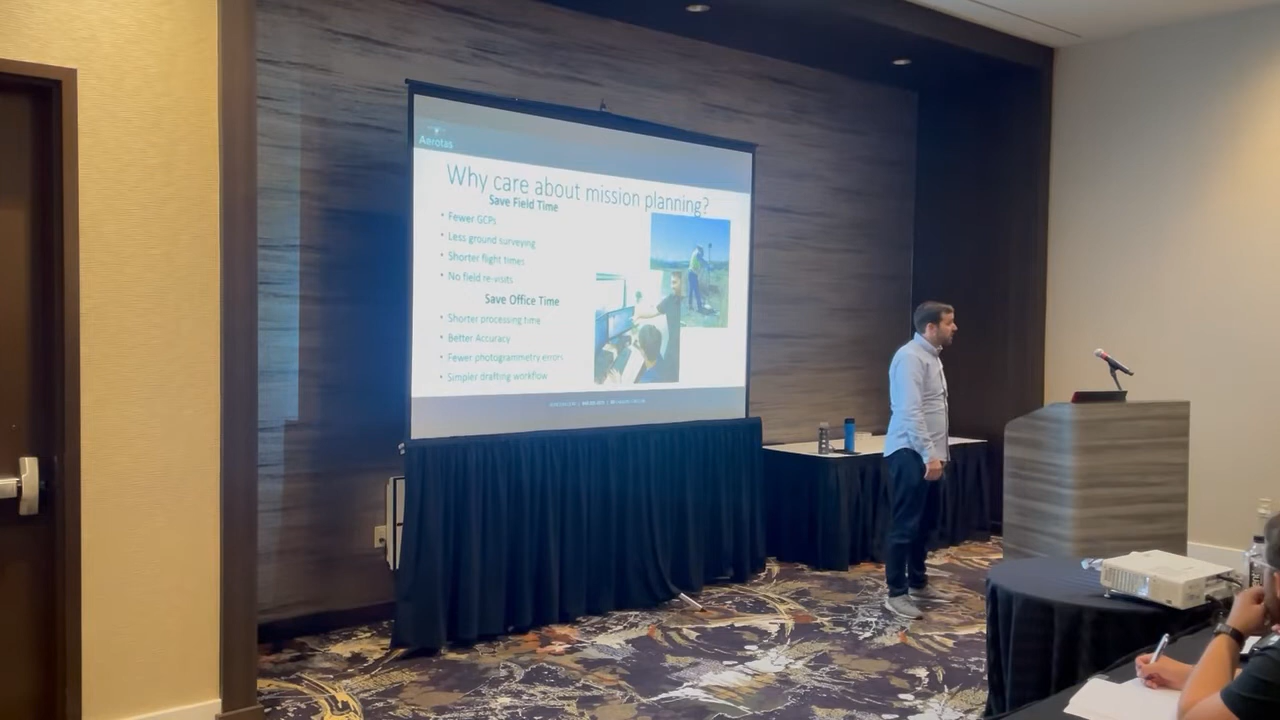 Aerotas
Why care about mission planning?
Save Field Time
• Fewer GCPs
• Less ground surveying
• Shorter flight times
• No field re-visits
Save Office Time
• Shorter processing time
• Better Accuracy
• Fewer photogrammetry errors
• Simpler drafting workflow